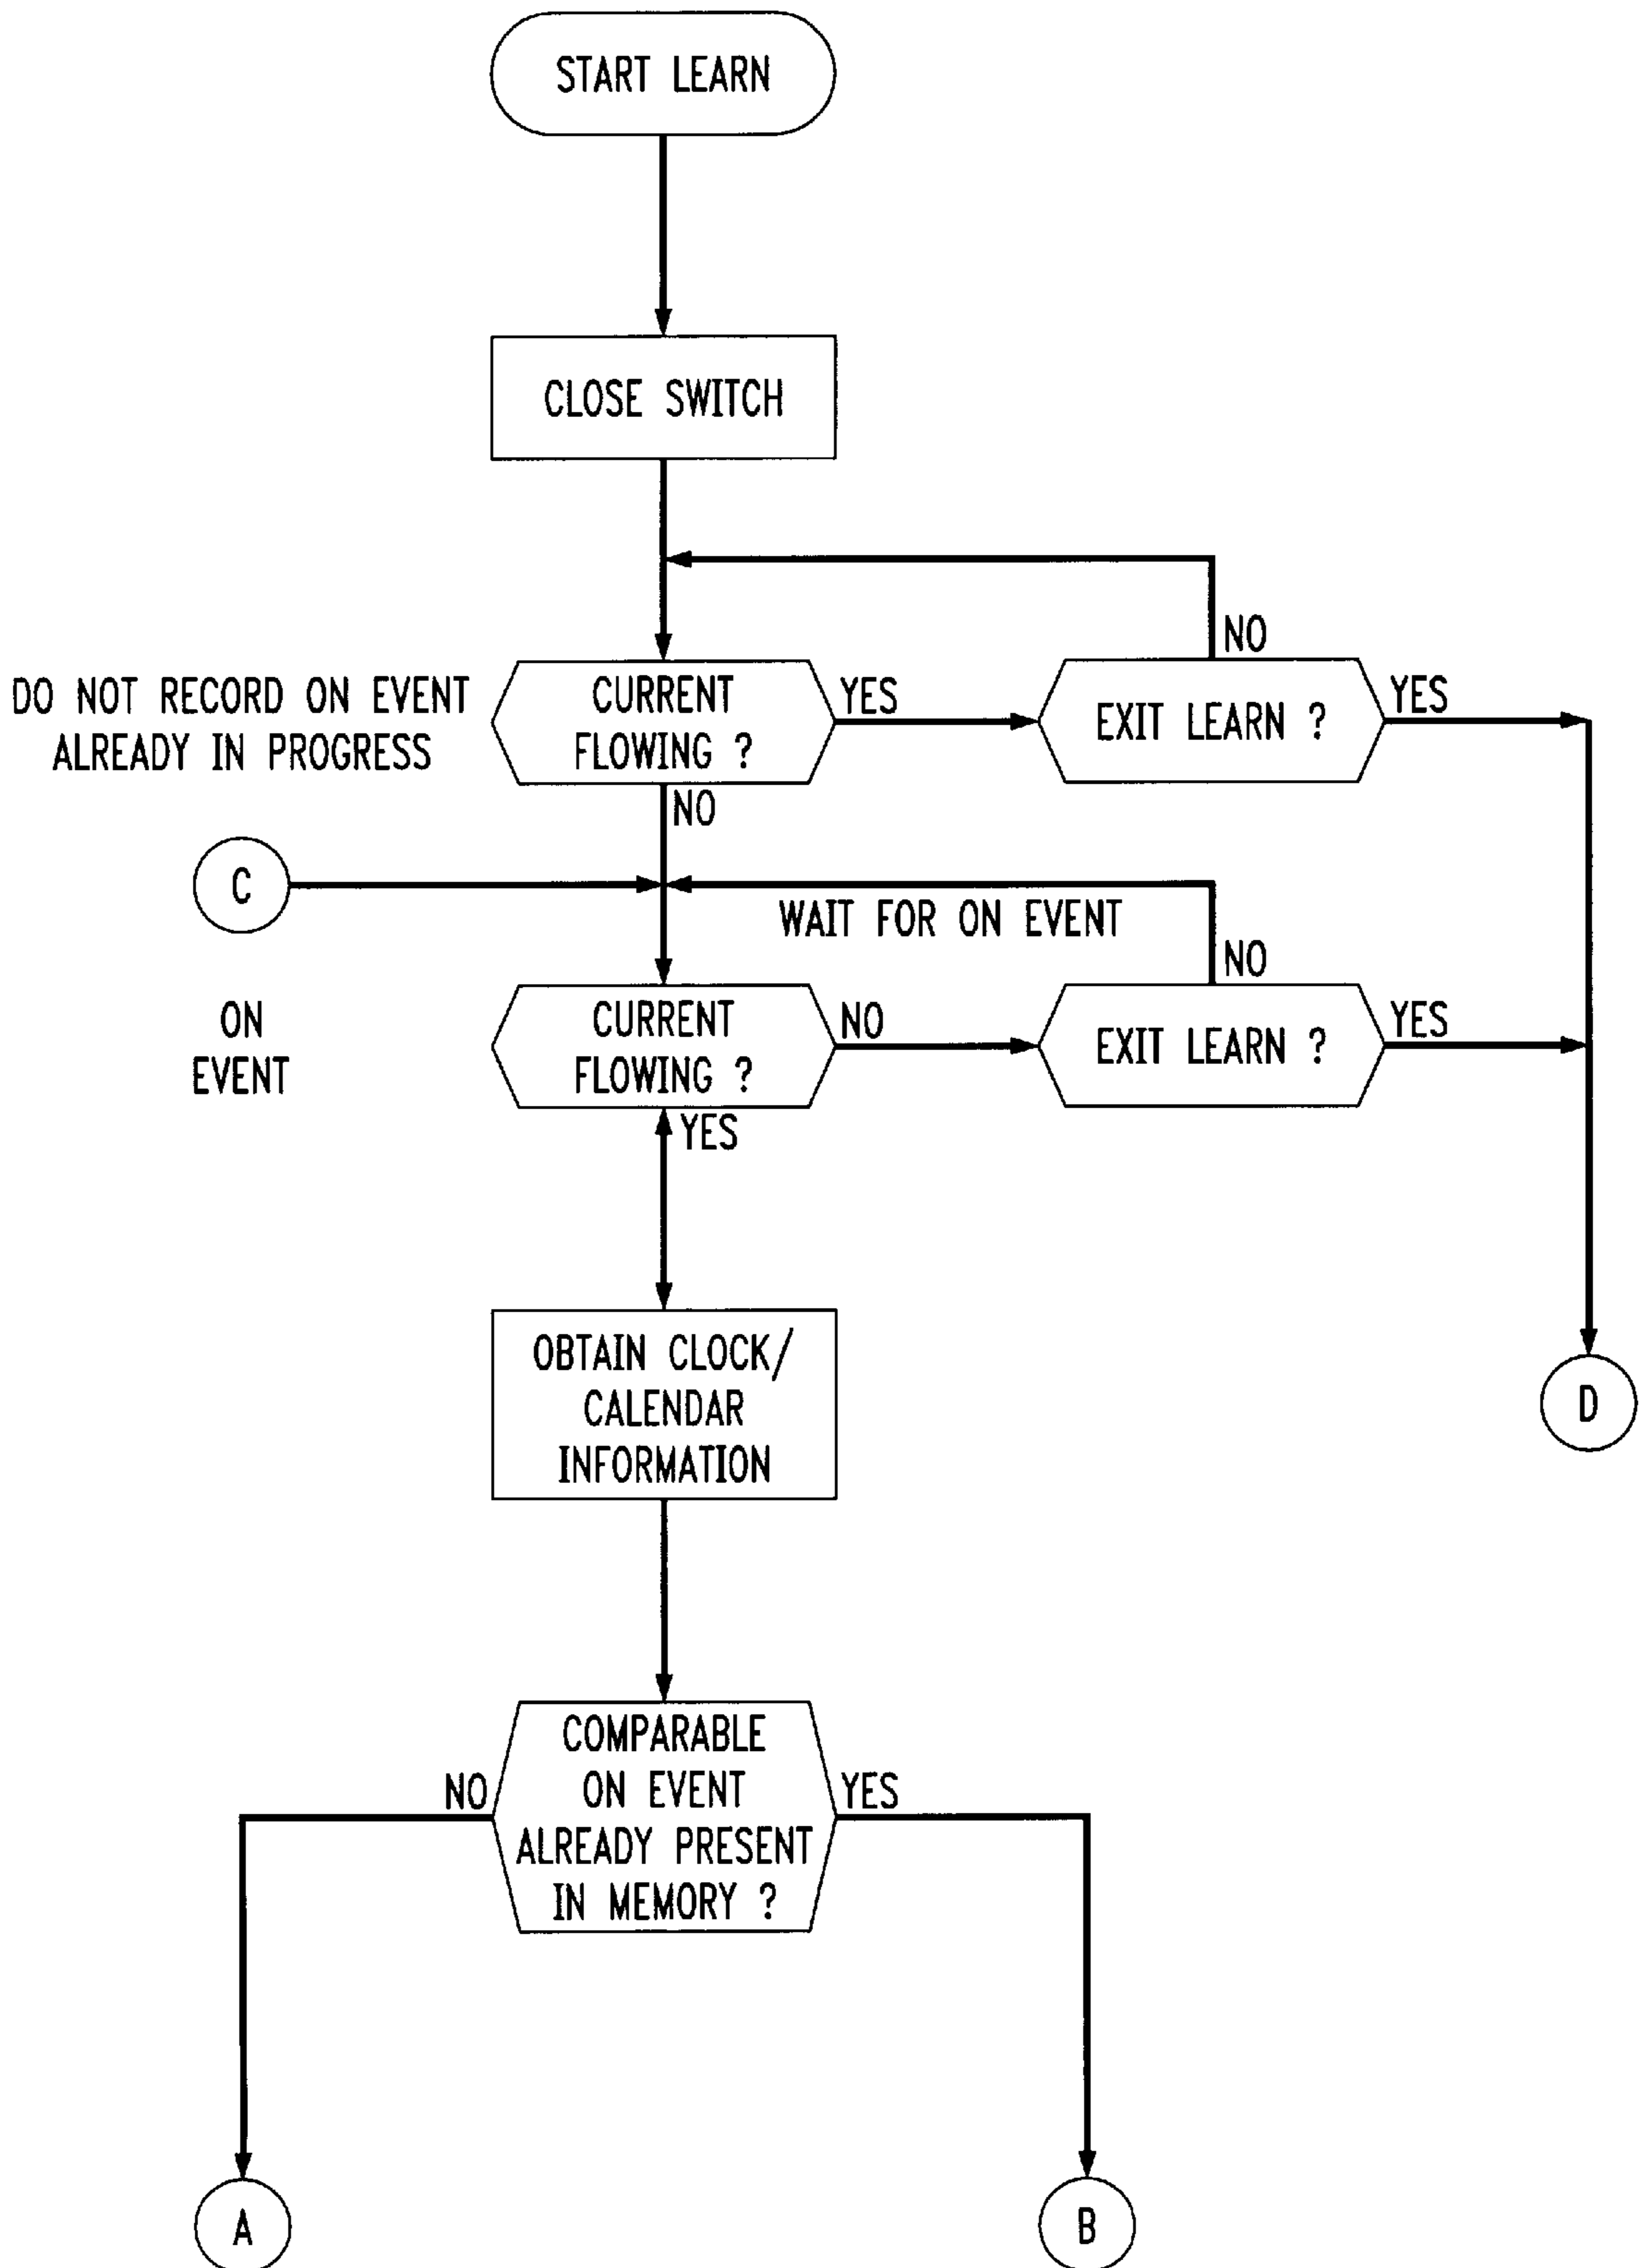 START LEARN
CLOSE SWITCH
NO
DO NOT RECORD ON EVENT
ALREADY IN PROGRESS
CURRENT
FLOWING ?
YES
EXIT LEARN ?
YES
NO
C
WAIT FOR ON EVENT
NO
ON
EVENT
CURRENT
FLOWING ?
NO
EXIT LEARN ?
YES
YES
OBTAIN CLOCK/
CALENDAR
INFORMATION
D
COMPARABLE
ON EVENT
ALREADY PRESENT
IN MEMORY ?
NO
YES
A
B